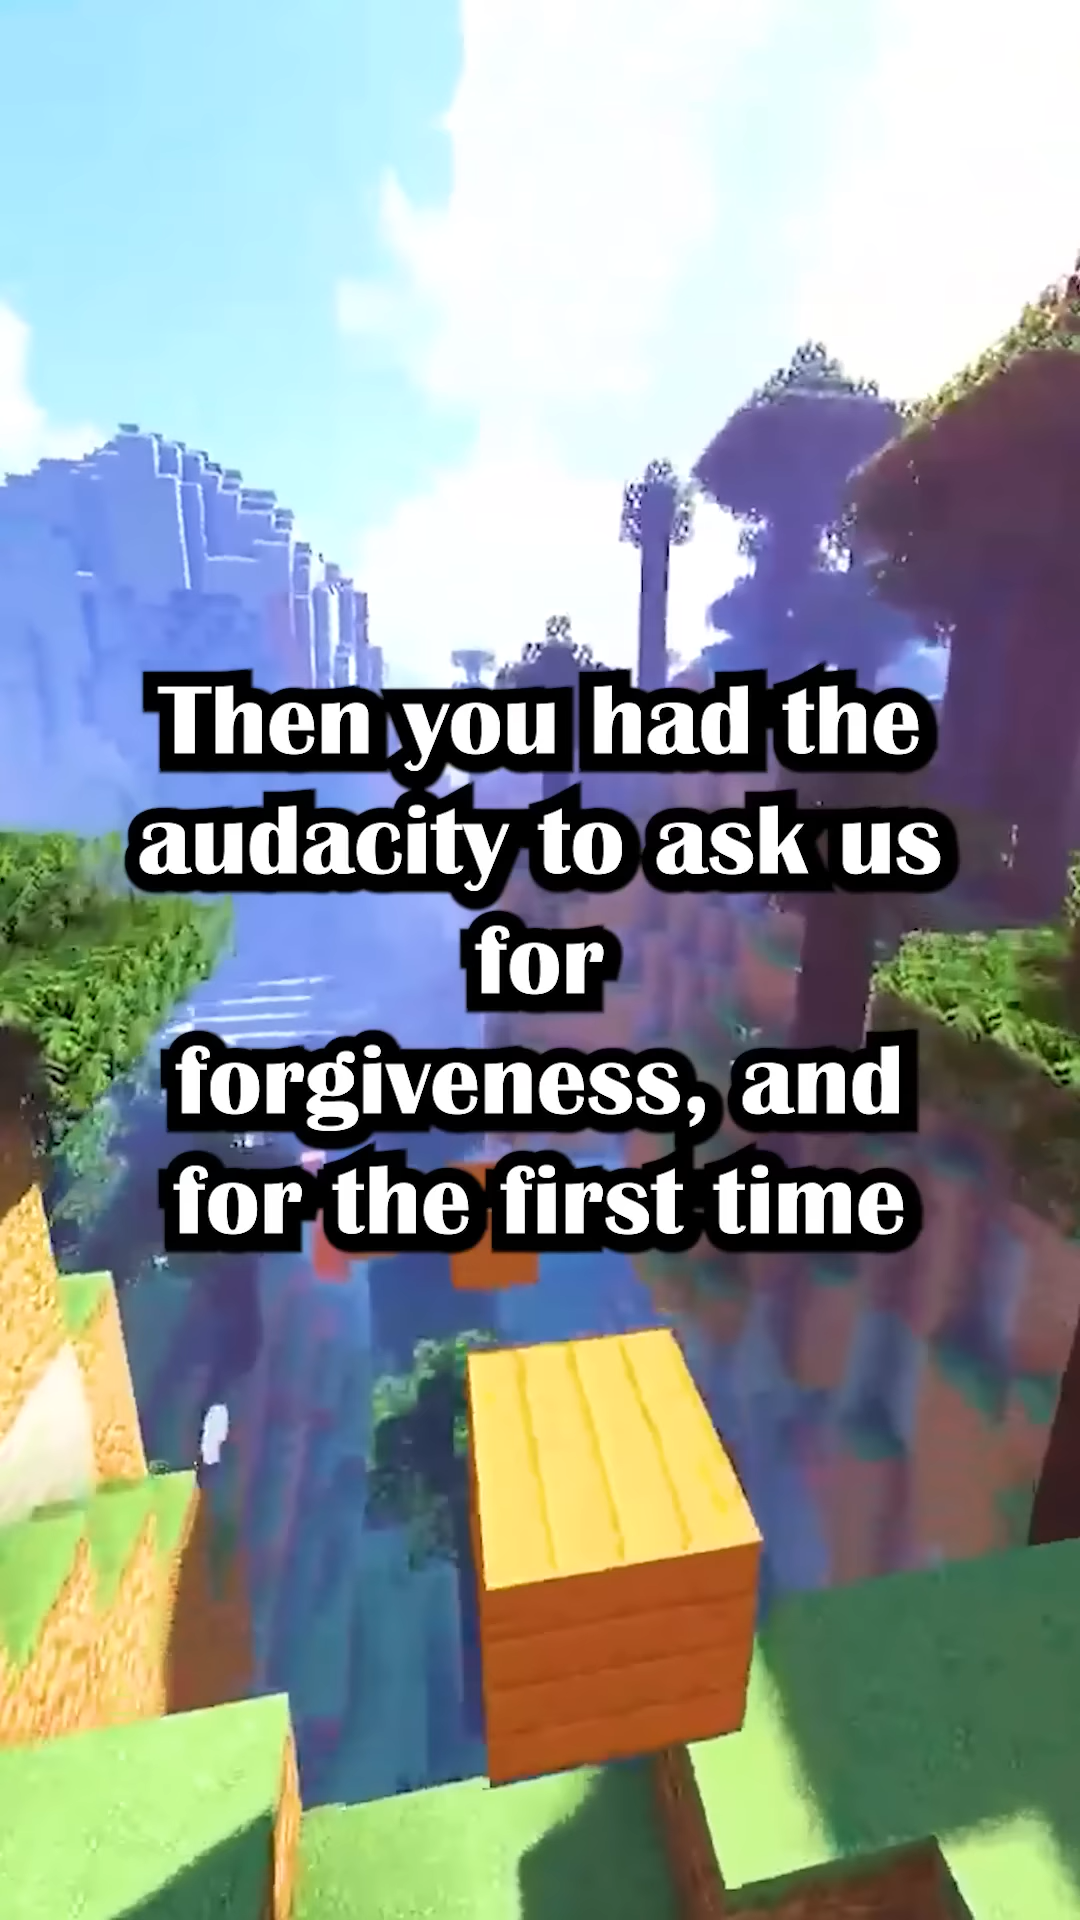 Then you had the
audacity to ask us
for
forgiveness, and
for the first time